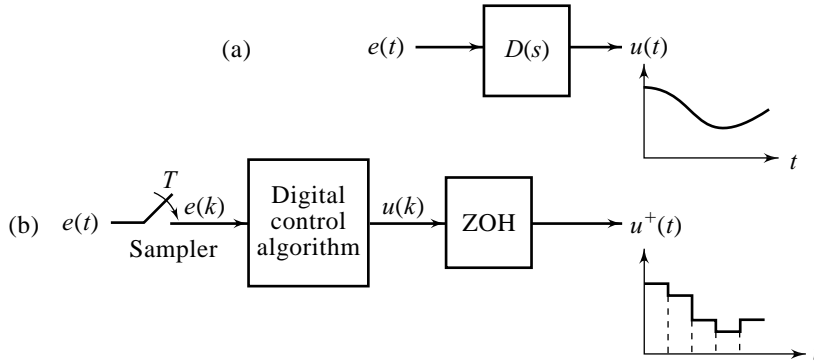 (a) e(t) D(s) u(t)
t
(b) e(t) T e(k) Digital control algorithm u(k) ZOH u⁺(t)
Sampler